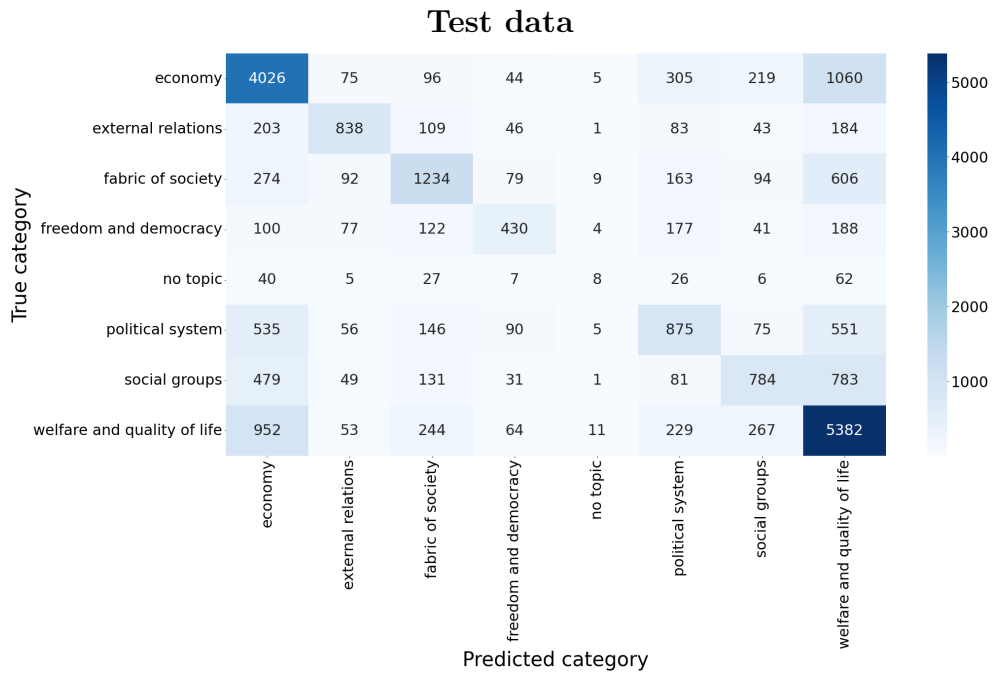 Test data
economy 4026 75 96 44 5 305 219 1060
external relations 203 838 109 46 1 83 43 184
fabric of society 274 92 1234 79 9 163 94 606
freedom and democracy 100 77 122 430 4 177 41 188
no topic 40 5 27 7 8 26 6 62
political system 535 56 146 90 5 875 75 551
social groups 479 49 131 31 1 81 784 783
welfare and quality of life 952 53 244 64 11 229 267 5382
True category
economy
external relations
fabric of society
freedom and democracy
no topic
political system
social groups
welfare and quality of life
Predicted category
5000
4000
3000
2000
1000